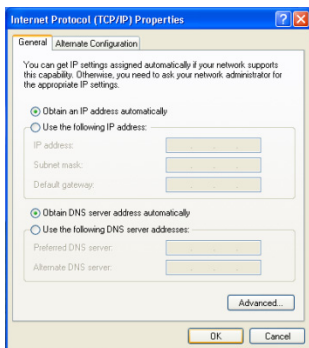 Internet Protocol (TCP/IP) Properties
General
Alternate Configuration
You can get IP settings assigned automatically if your network supports
this capability. Otherwise, you need to ask your network administrator for
the appropriate IP settings.
Obtain an IP address automatically
Use the following IP address:
IP address:
Subnet mask:
Default gateway:
Obtain DNS server address automatically
Use the following DNS server addresses:
Preferred DNS server:
Alternate DNS server:
Advanced...
OK
Cancel